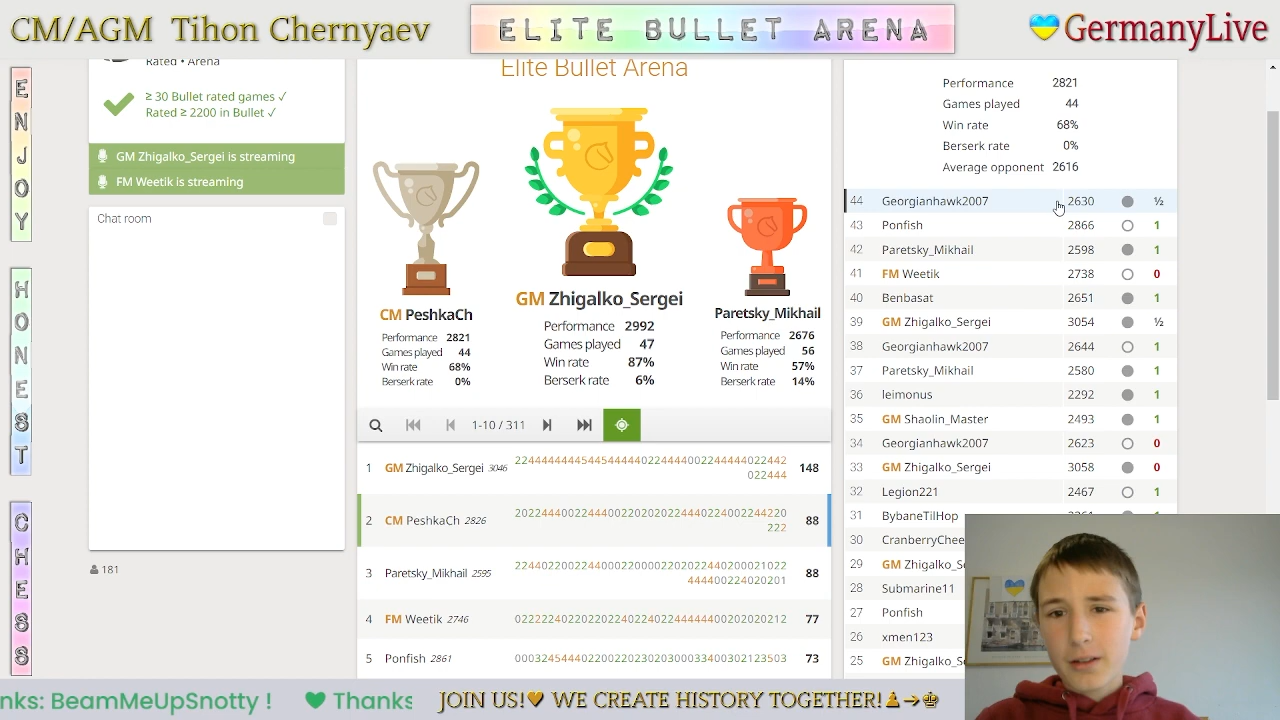 CM/AGM Tihon Chernyaev
ELITE BULLET ARENA
GermanyLive
ENJOY
HONEST
CHESS
Rated • Arena
≥ 30 Bullet rated games ✓
Rated ≥ 2200 in Bullet ✓
GM Zhigalko_Sergei is streaming
FM Weetik is streaming
Chat room
181
Elite Bullet Arena
CM PeshkaCh
Performance 2821
Games played 44
Win rate 68%
Berserk rate 0%
GM Zhigalko_Sergei
Performance 2992
Games played 47
Win rate 87%
Berserk rate 6%
Paretsky_Mikhail
Performance 2676
Games played 56
Win rate 57%
Berserk rate 14%
1-10 / 311
1 GM Zhigalko_Sergei 3046 148
2 CM PeshkaCh 2826 88
3 Paretsky_Mikhail 2595 88
4 FM Weetik 2746 77
5 Ponfish 2861 73
Performance 2821
Games played 44
Win rate 68%
Berserk rate 0%
Average opponent 2616
44 Georgianhawk2007 2630 ½
43 Ponfish 2866 1
42 Paretsky_Mikhail 2598 1
41 FM Weetik 2738 0
40 Benbasat 2651 1
39 GM Zhigalko_Sergei 3054 ½
38 Georgianhawk2007 2644 1
37 Paretsky_Mikhail 2580 1
36 leimonus 2292 1
35 GM Shaolin_Master 2493 1
34 Georgianhawk2007 2623 0
33 GM Zhigalko_Sergei 3058 0
32 Legion221 2467 1
31 BybaneTilHop
30 CranberryChee
29 GM Zhigalko_S
28 Submarine11
27 Ponfish
26 xmen123
25 GM Zhigalko_S
nks: BeamMeUpSnotty ! Thanks
JOIN US! WE CREATE HISTORY TOGETHER!